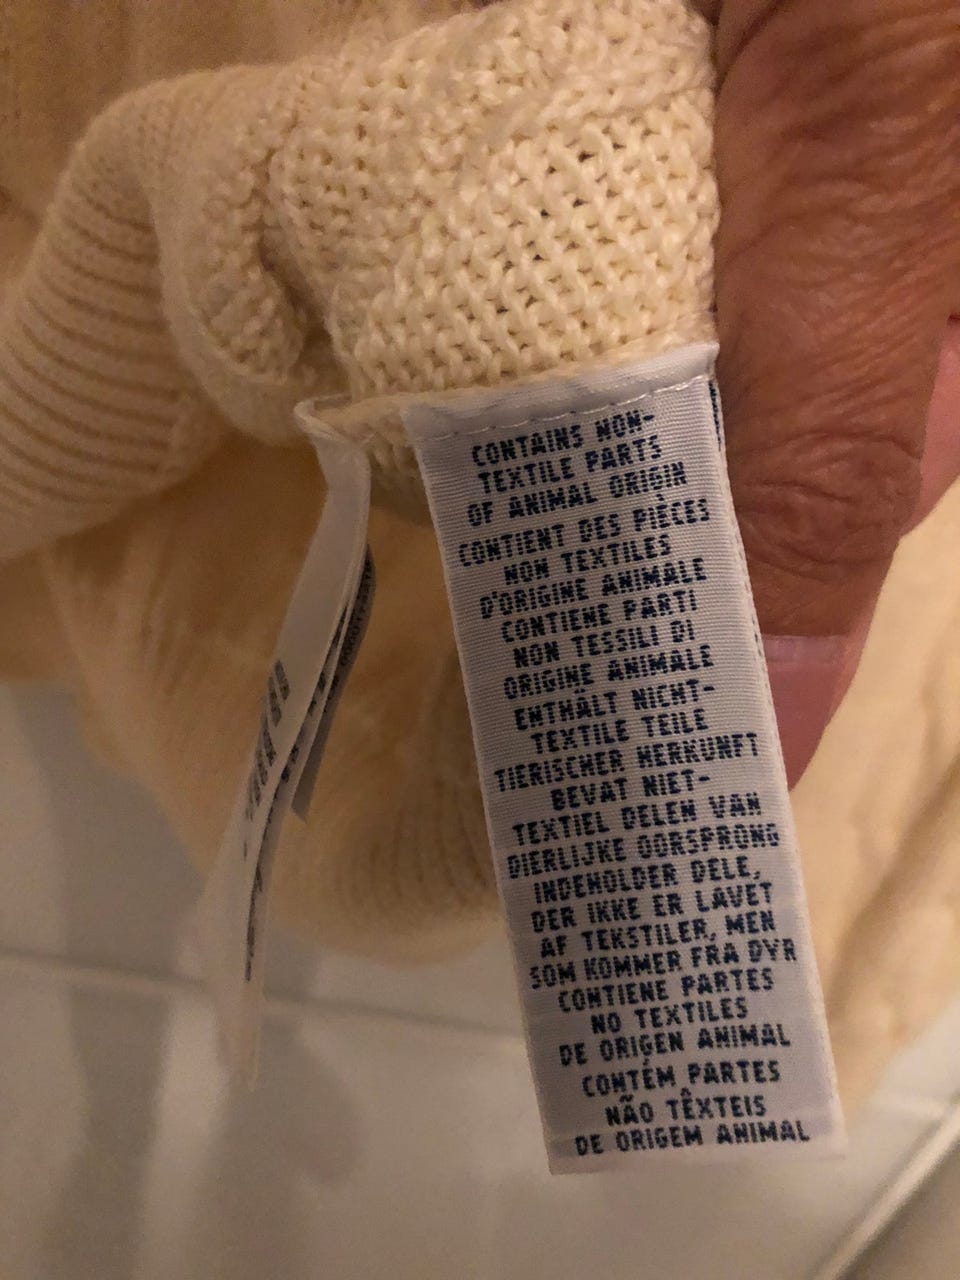 CONTAINS NON-
TEXTILE PARTS
OF ANIMAL ORIGIN
CONTIENT DES PIÈCES
NON TEXTILES
D'ORIGINE ANIMALE
CONTIENE PARTI
NON TESSILI DI
ORIGINE ANIMALE
ENTHÄLT NICHT-
TEXTILE TEILE
TIERISCHER HERKUNFT
BEVAT NIET-
TEXTIEL DELEN VAN
DIERLIJKE OORSPRONG
INDEHOLDER DELE,
DER IKKE ER LAVET
AF TEKSTILER, MEN
SOM KOMMER FRA DYR
CONTIENE PARTES
NO TEXTILES
DE ORIGEN ANIMAL
CONTÉM PARTES
NÃO TÊXTEIS
DE ORIGEM ANIMAL